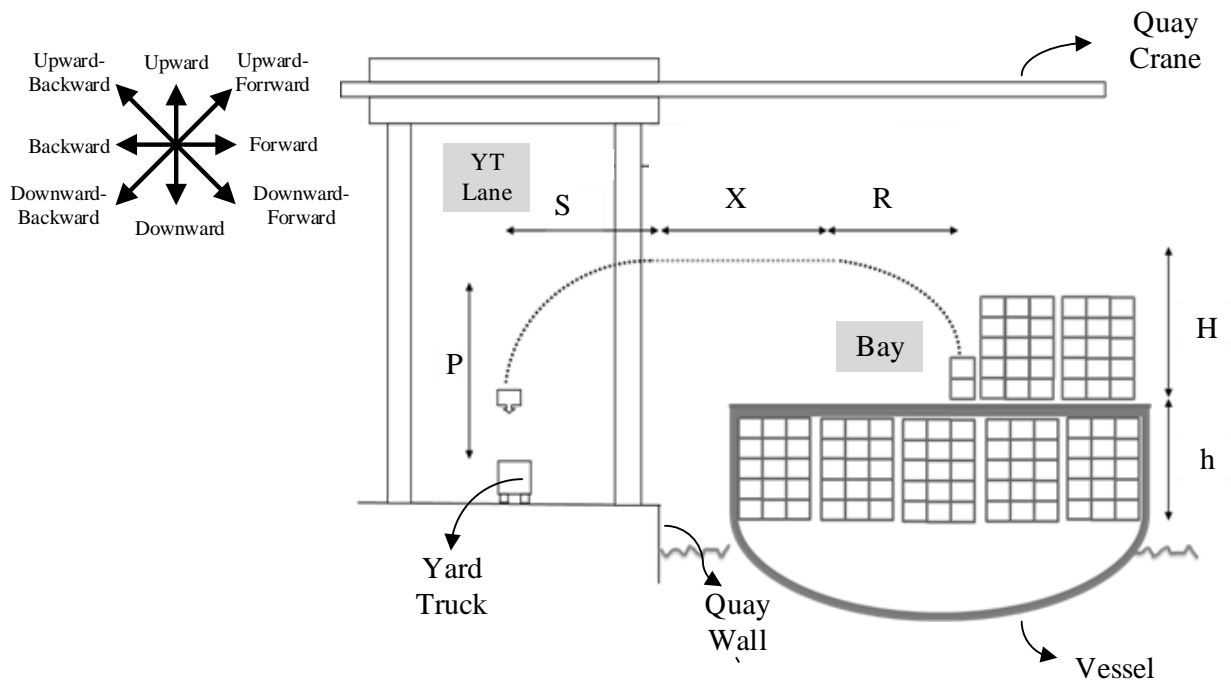 Quay
Crane
Upward-
Backward
Upward
Upward-
Forrward
Backward
Forward
Downward-
Backward
Downward
Downward-
Forward
YT
Lane
S
X
R
P
Bay
H
h
Yard
Truck
Quay
Wall
Vessel